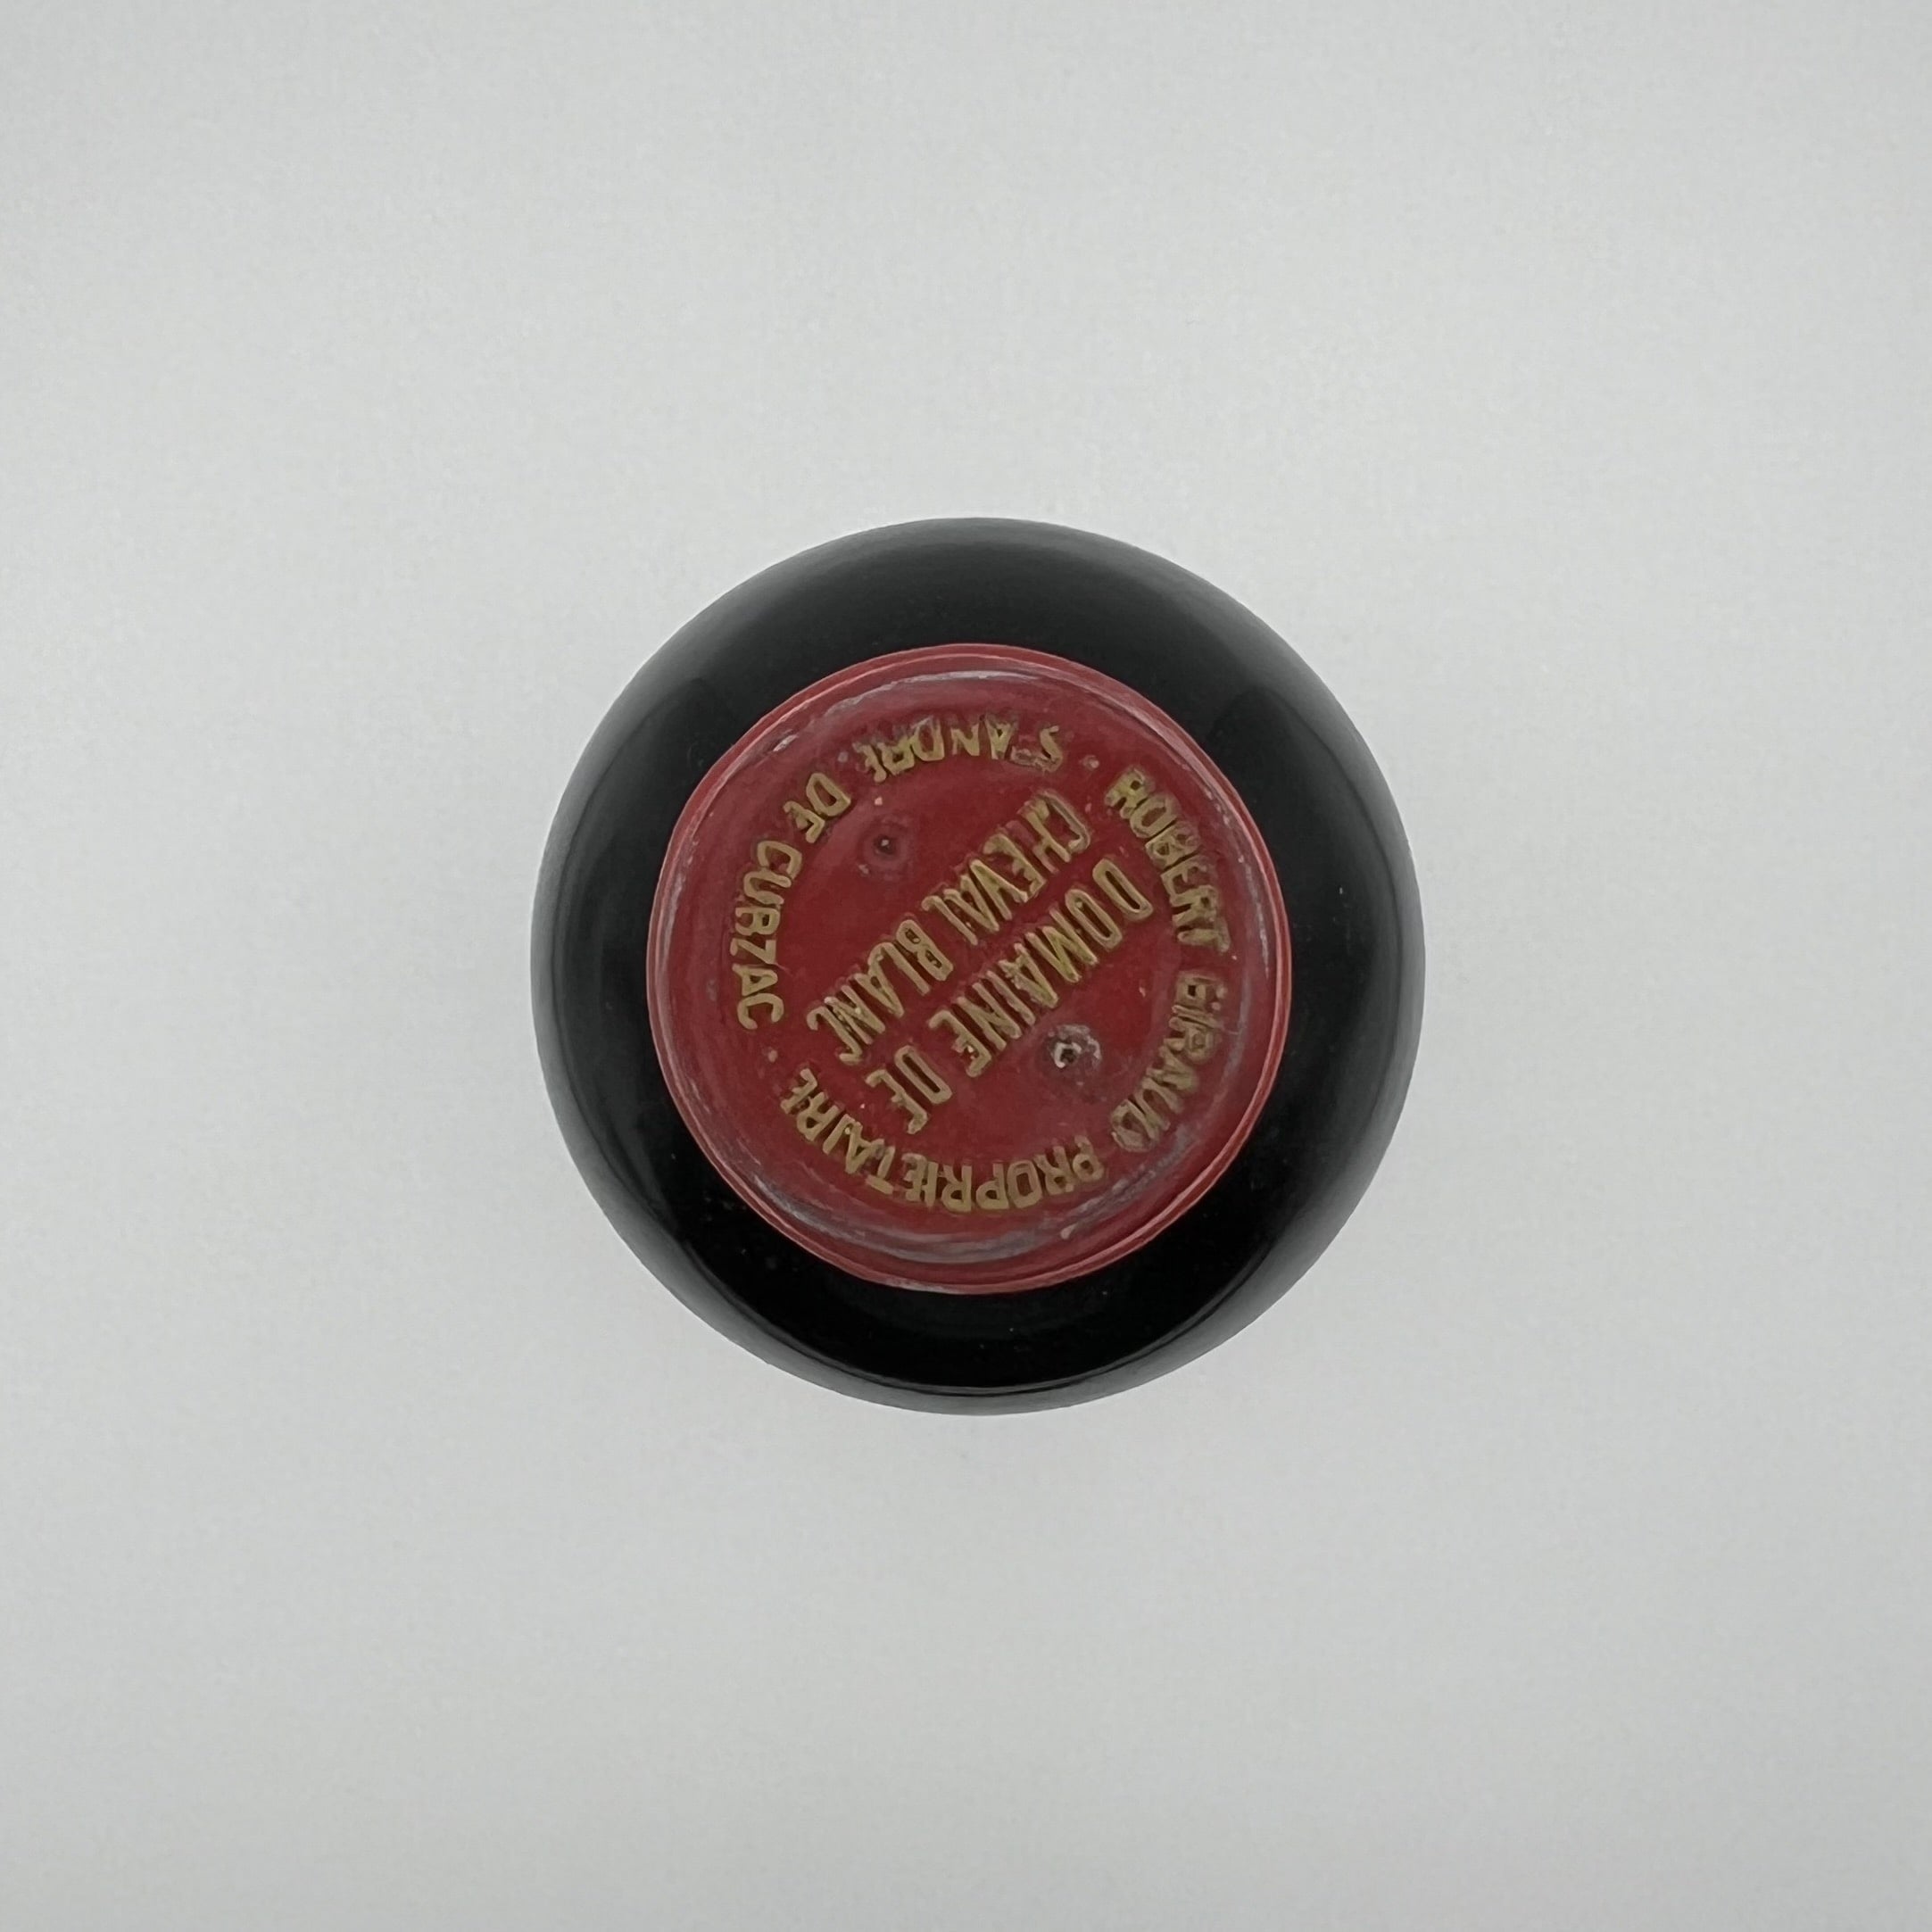 ROBERT GIRAUD PROPRIETAIRE
DOMAINE DE
CHEVAL BLANC
ST ANDRE DE CUBZAC